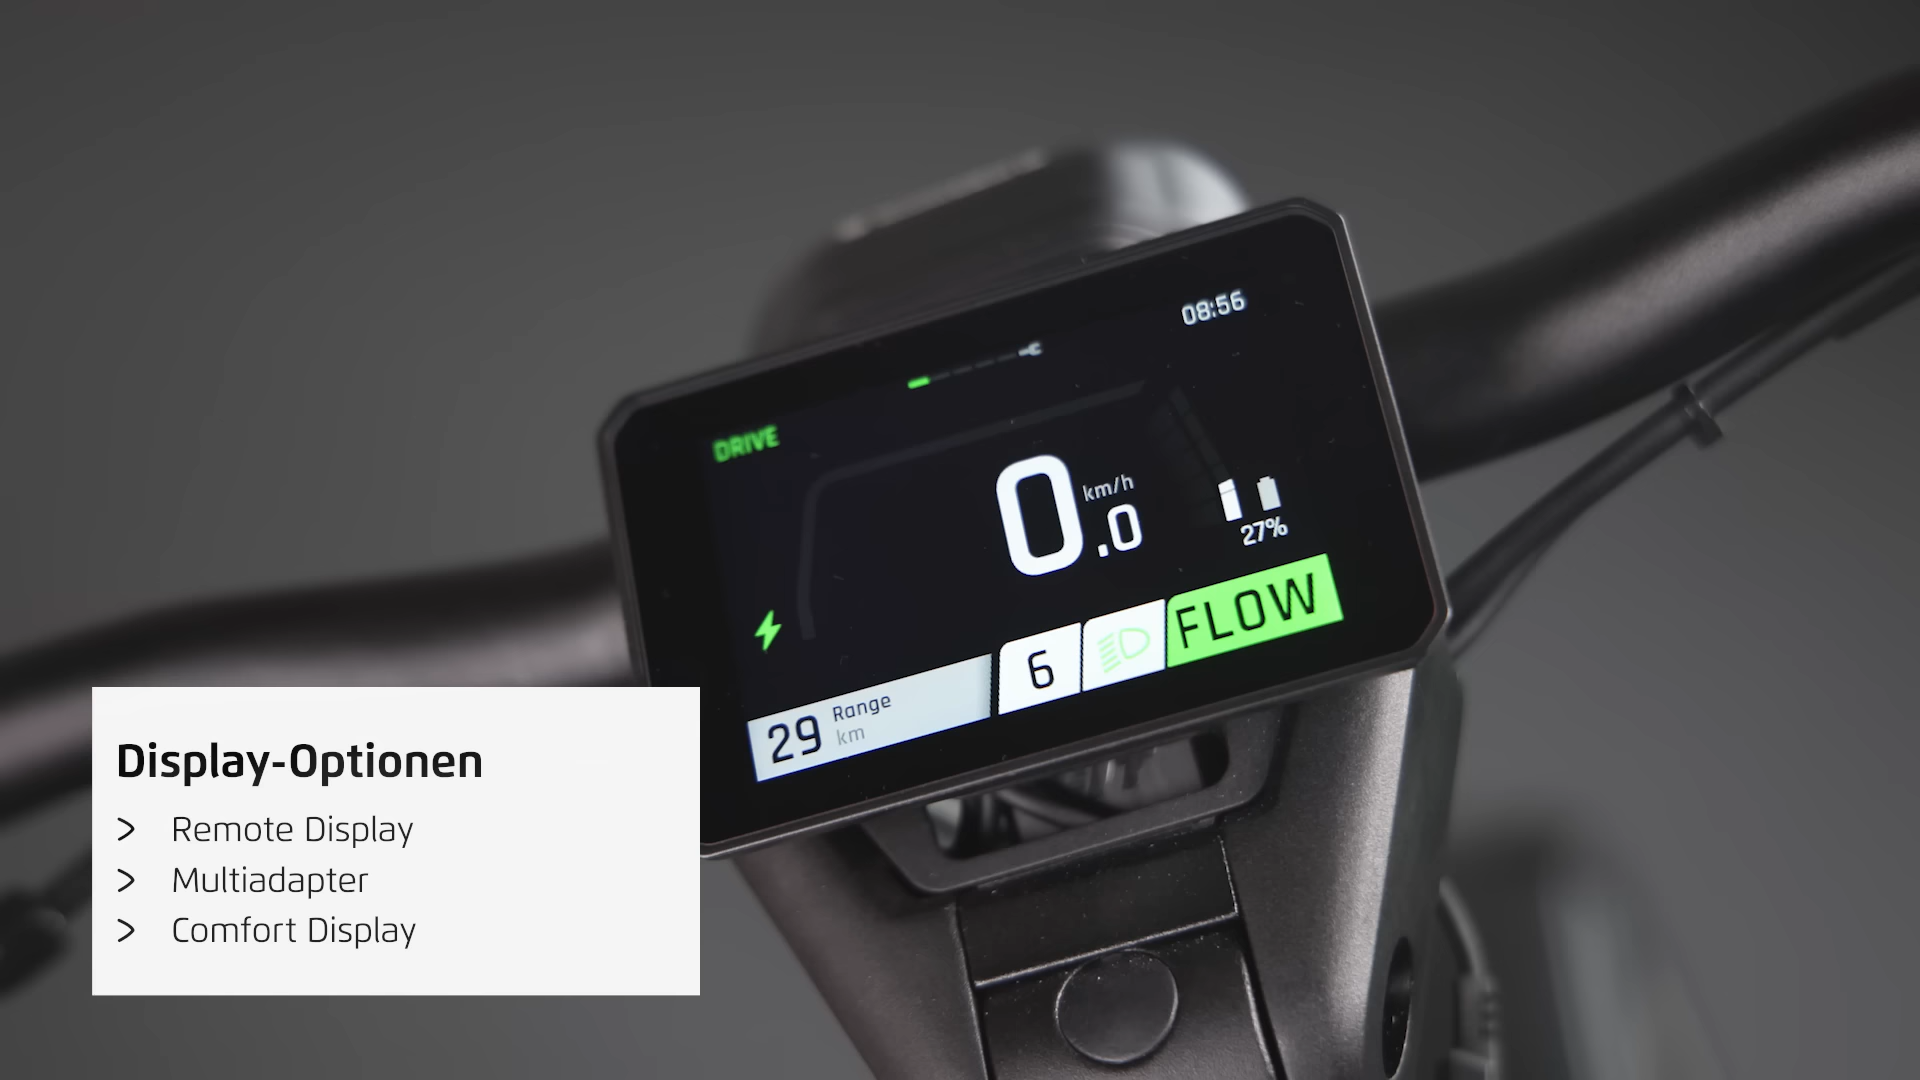 08:56
DRIVE
0.0 km/h
27%
FLOW
6
29 Range km
Display-Optionen
> Remote Display
> Multiadapter
> Comfort Display